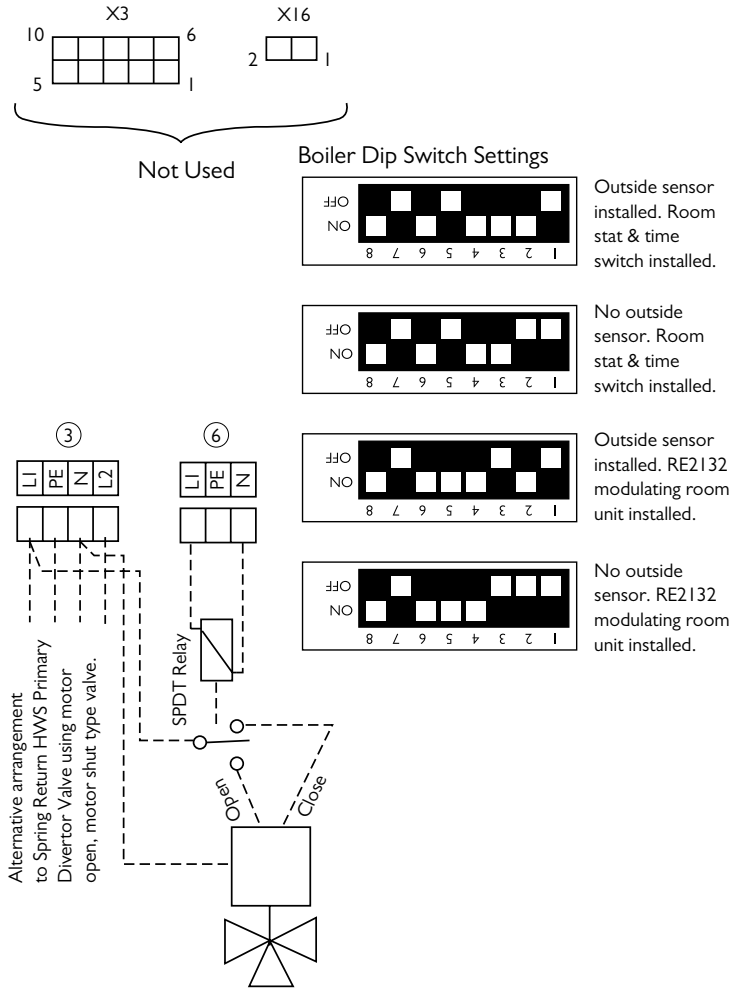 X3
X16
10
6
5
1
2
1
Not Used
Boiler Dip Switch Settings
OFF
ON
8 7 6 5 4 3 2 1
Outside sensor
installed. Room
stat & time
switch installed.
OFF
ON
8 7 6 5 4 3 2 1
No outside
sensor. Room
stat & time
switch installed.
OFF
ON
8 7 6 5 4 3 2 1
Outside sensor
installed. RE2132
modulating room
unit installed.
OFF
ON
8 7 6 5 4 3 2 1
No outside
sensor. RE2132
modulating room
unit installed.
3
L1 PE N L2
6
L1 PE N
SPDT Relay
Open
Close
Alternative arrangement
to Spring Return HWS Primary
Divertor Valve using motor
open, motor shut type valve.